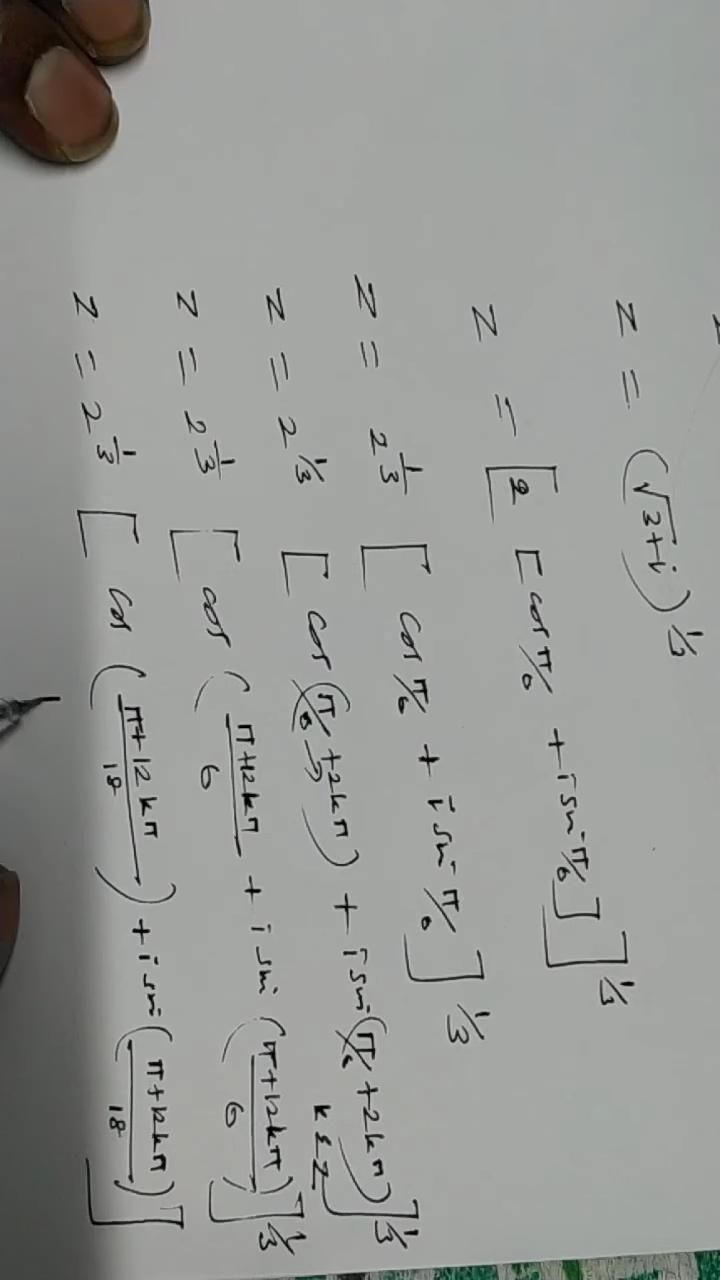 z = (√3+i)^1/3
z = [2 [cos π/6 + i sin π/6]]^1/3
z = 2^1/3 [cos π/6 + i sin π/6]^1/3
z = 2^1/3 [cos (π/6 + 2kπ) + i sin (π/6 + 2kπ)]^1/3
k ∈ Z
z = 2^1/3 [cos (π+12kπ/6 + i sin (π+12kπ/6)]^1/3
z = 2^1/3 [cos (π+12kπ/18) + i sin (π+12kπ/18)]